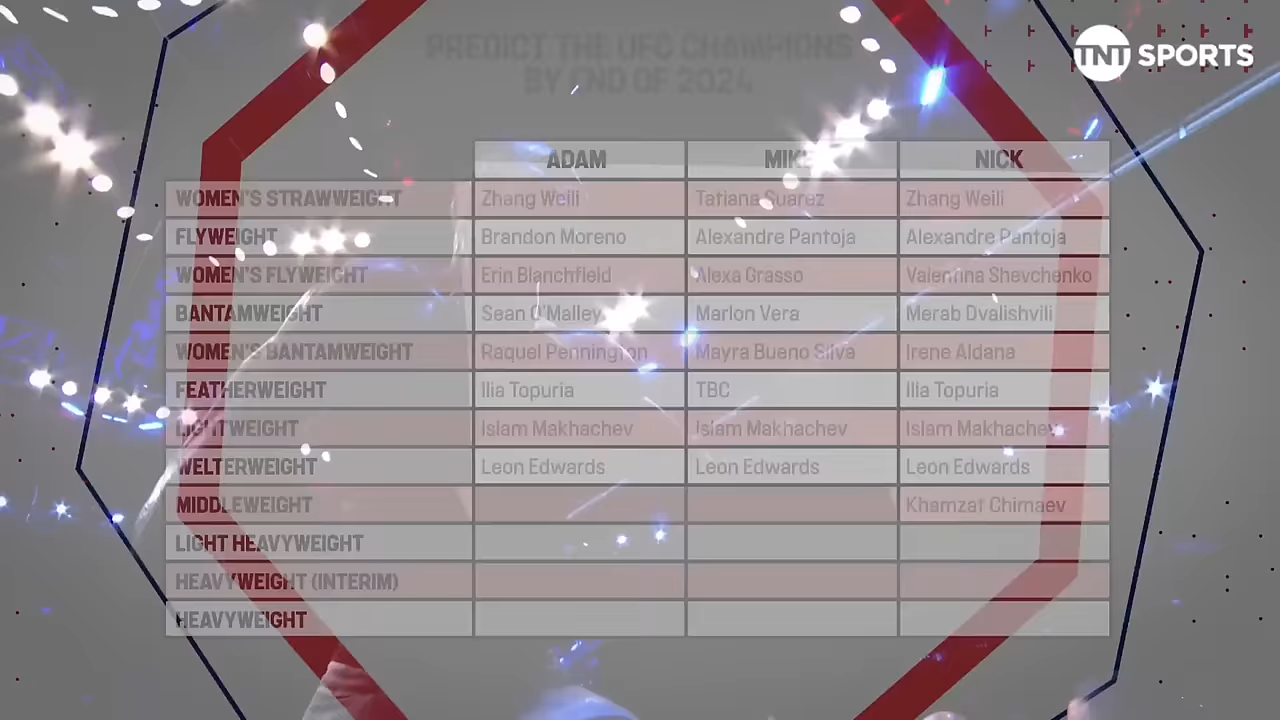 PREDICT THE UFC CHAMPIONS
BY END OF 2024
TNT SPORTS
ADAM MIKE NICK
WOMEN'S STRAWWEIGHT Zhang Weili Tatiana Suarez Zhang Weili
FLYWEIGHT Brandon Moreno Alexandre Pantoja Alexandre Pantoja
WOMEN'S FLYWEIGHT Erin Blanchfield Alexa Grasso Valentina Shevchenko
BANTAMWEIGHT Sean O'Malley Marlon Vera Merab Dvalishvili
WOMEN'S BANTAMWEIGHT Raquel Pennington Mayra Bueno Silva Irene Aldana
FEATHERWEIGHT Ilia Topuria TBC Ilia Topuria
LIGHTWEIGHT Islam Makhachev Islam Makhachev Islam Makhachev
WELTERWEIGHT Leon Edwards Leon Edwards Leon Edwards
MIDDLEWEIGHT Khamzat Chimaev
LIGHT HEAVYWEIGHT
HEAVYWEIGHT (INTERIM)
HEAVYWEIGHT